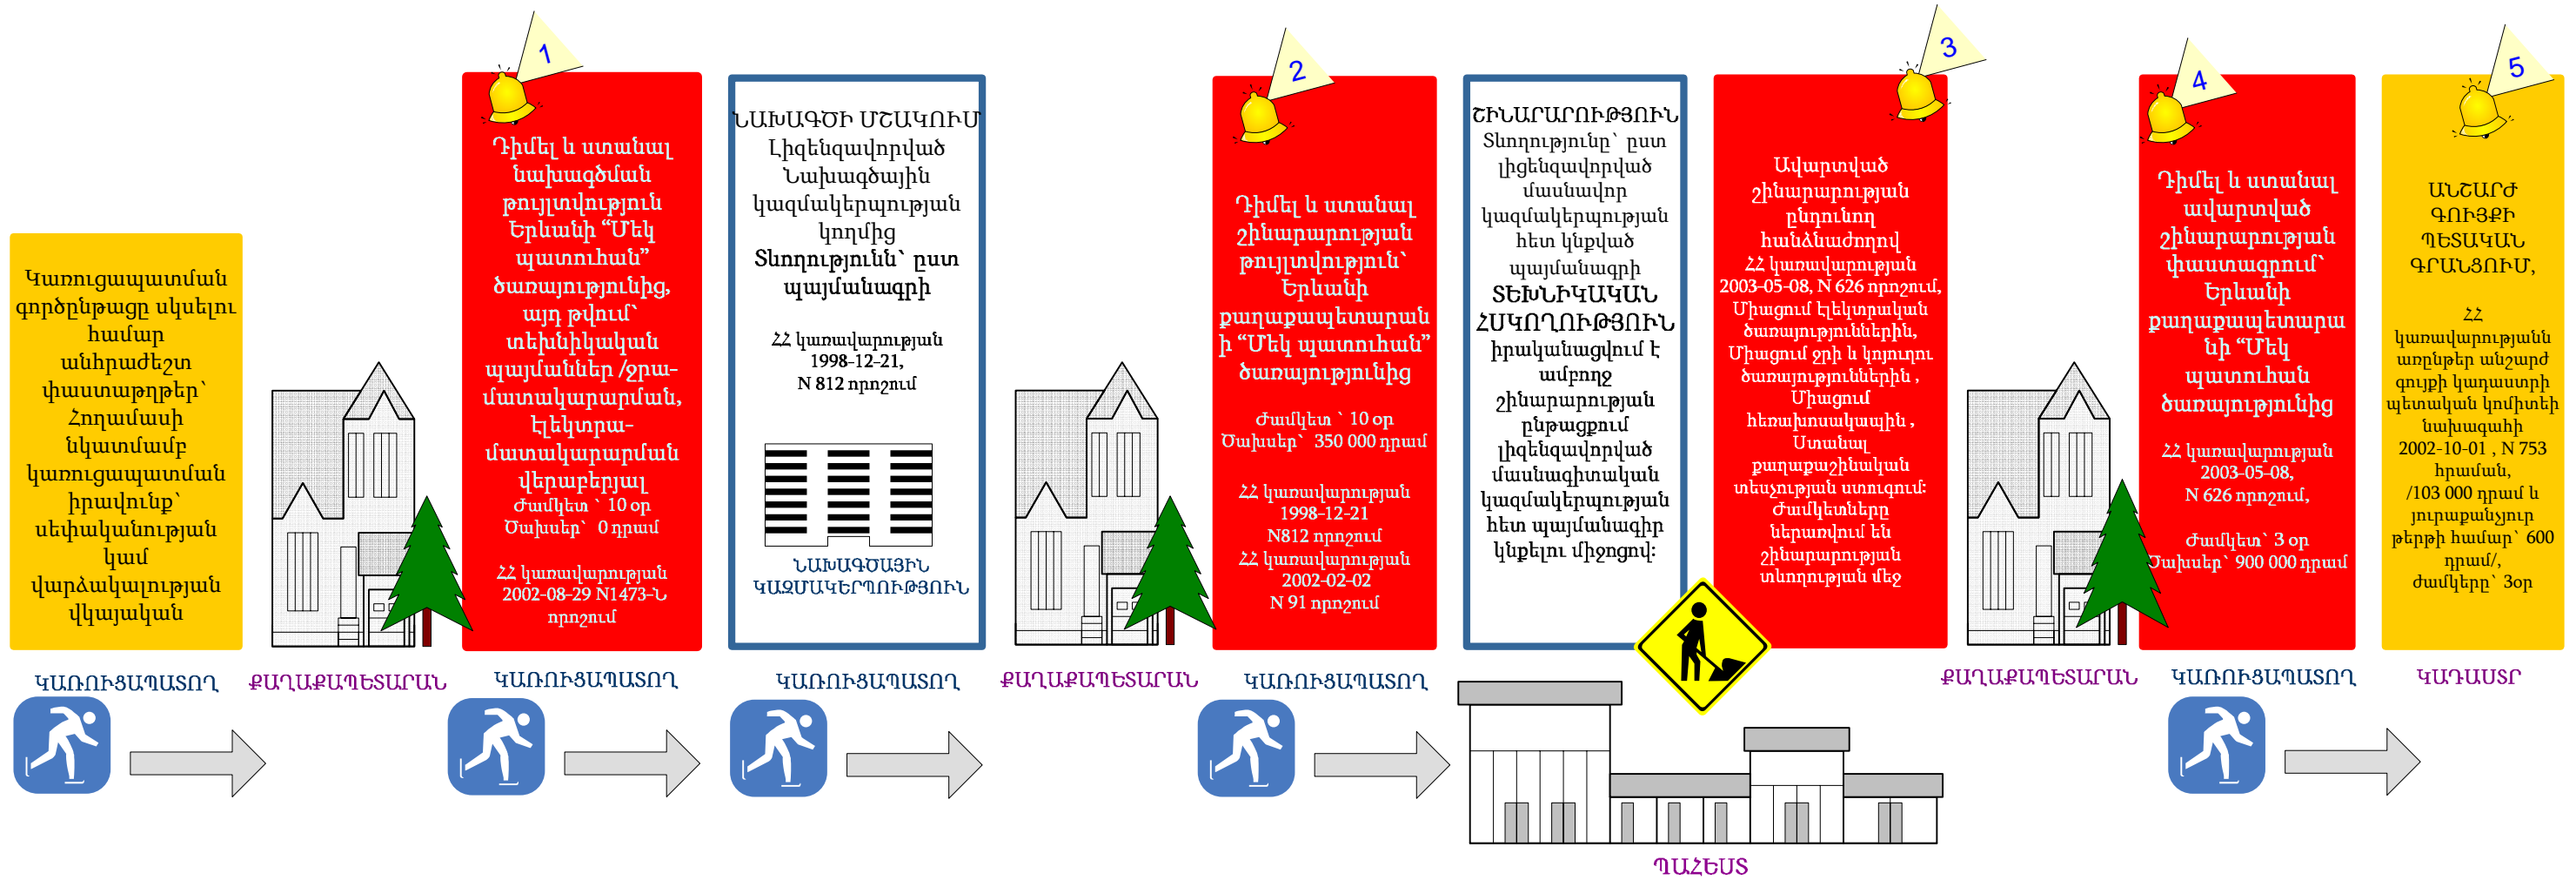 Կառուցապատման
գործընթացը սկսելու
համար
անհրաժեշտ
փաստաթղթեր՝
Հողամասի
նկատմամբ
կառուցապատման
իրավունք՝
սեփականության
կամ
վարձակալության
վկայական
ԿԱՌՈՒՑԱՊԱՏՈՂ
ՔԱՂԱՔԱՊԵՏԱՐԱՆ
1
Դիմել և ստանալ
նախագծման
թույլտվություն
Երևանի “Մեկ
պատուհան”
ծառայությունից,
այդ թվում՝
տեխնիկական
պայմաններ /ջրա-
մատակարարման,
էլեկտրա-
մատակարարման
վերաբերյալ
Ժամկետ ՝ 10 օր
Ծախսեր՝ 0 դրամ
ՀՀ կառավարության
2002-08-29 N1473-Ն
որոշում
ԿԱՌՈՒՑԱՊԱՏՈՂ
ՆԱԽԱԳԾԻ ՄՇԱԿՈՒՄ
Լիզենզավորված
Նախագծային
կազմակերպության
կողմից
Տևողությունն՝ ըստ
պայմանագրի
ՀՀ կառավարության
1998-12-21,
N 812 որոշում
ՆԱԽԱԳԾԱՅԻՆ
ԿԱԶՄԱԿԵՐՊՈՒԹՅՈՒՆ
ԿԱՌՈՒՑԱՊԱՏՈՂ
ՔԱՂԱՔԱՊԵՏԱՐԱՆ
2
Դիմել և ստանալ
շինարարության
թույլտվություն՝
Երևանի
քաղաքապետարան
ի “Մեկ պատուհան”
ծառայությունից
Ժամկետ ՝ 10 օր
Ծախսեր՝ 350 000 դրամ
ՀՀ կառավարության
1998-12-21
N812 որոշում
ՀՀ կառավարության
2002-02-02
N 91 որոշում
ԿԱՌՈՒՑԱՊԱՏՈՂ
ՇԻՆԱՐԱՐՈՒԹՅՈՒՆ
Տևողությունը՝ ըստ
լիցենզավորված
մասնավոր
կազմակերպության
հետ կնքված
պայմանագրի
ՏԵԽՆԻԿԱԿԱՆ
ՀՍԿՈՂՈՒԹՅՈՒՆ
իրականացվում է
ամբողջ
շինարարության
ընթացքում
լիզենզավորված
մասնագիտական
կազմակերպության
հետ պայմանագիր
կնքելու միջոցով:
3
Ավարտված
շինարարության
ընդունող
հանձնաժողով
ՀՀ կառավարության
2003-05-08, N 626 որոշում,
Միացում էլեկտրական
ծառայություններին,
Միացում ջրի և կոյուղու
ծառայություններին ,
Միացում
հեռախոսակապին ,
Ստանալ
քաղաքաշինական
տեսչության ստուգում:
Ժամկետները
ներառվում են
շինարարության
տևողության մեջ
ՊԱՀԵՍՏ
ՔԱՂԱՔԱՊԵՏԱՐԱՆ
4
Դիմել և ստանալ
ավարտված
շինարարության
փաստագրում՝
Երևանի
քաղաքապետարա
նի “Մեկ
պատուհան
ծառայությունից
ՀՀ կառավարության
2003-05-08,
N 626 որոշում,
Ժամկետ՝ 3 օր
Ծախսեր՝ 900 000 դրամ
ԿԱՌՈՒՑԱՊԱՏՈՂ
5
ԱՆՇԱՐԺ
ԳՈՒՅՔԻ
ՊԵՏԱԿԱՆ
ԳՐԱՆՑՈՒՄ,
ՀՀ
կառավարությանն
առընթեր անշարժ
գույքի կադաստրի
պետական կոմիտեի
նախագահի
2002-10-01 , N 753
հրաման,
/103 000 դրամ և
յուրաքանչյուր
թերթի համար՝ 600
դրամ/,
ժամկերը՝ 3օր
ԿԱԴԱՍՏՐ